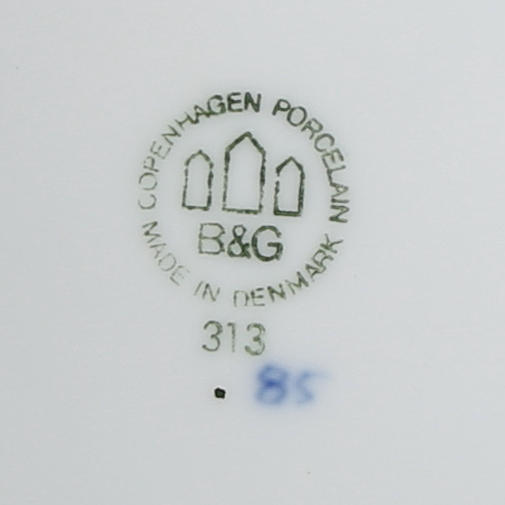 COPENHAGEN PORCELAIN
B&G
MADE IN DENMARK
313
85